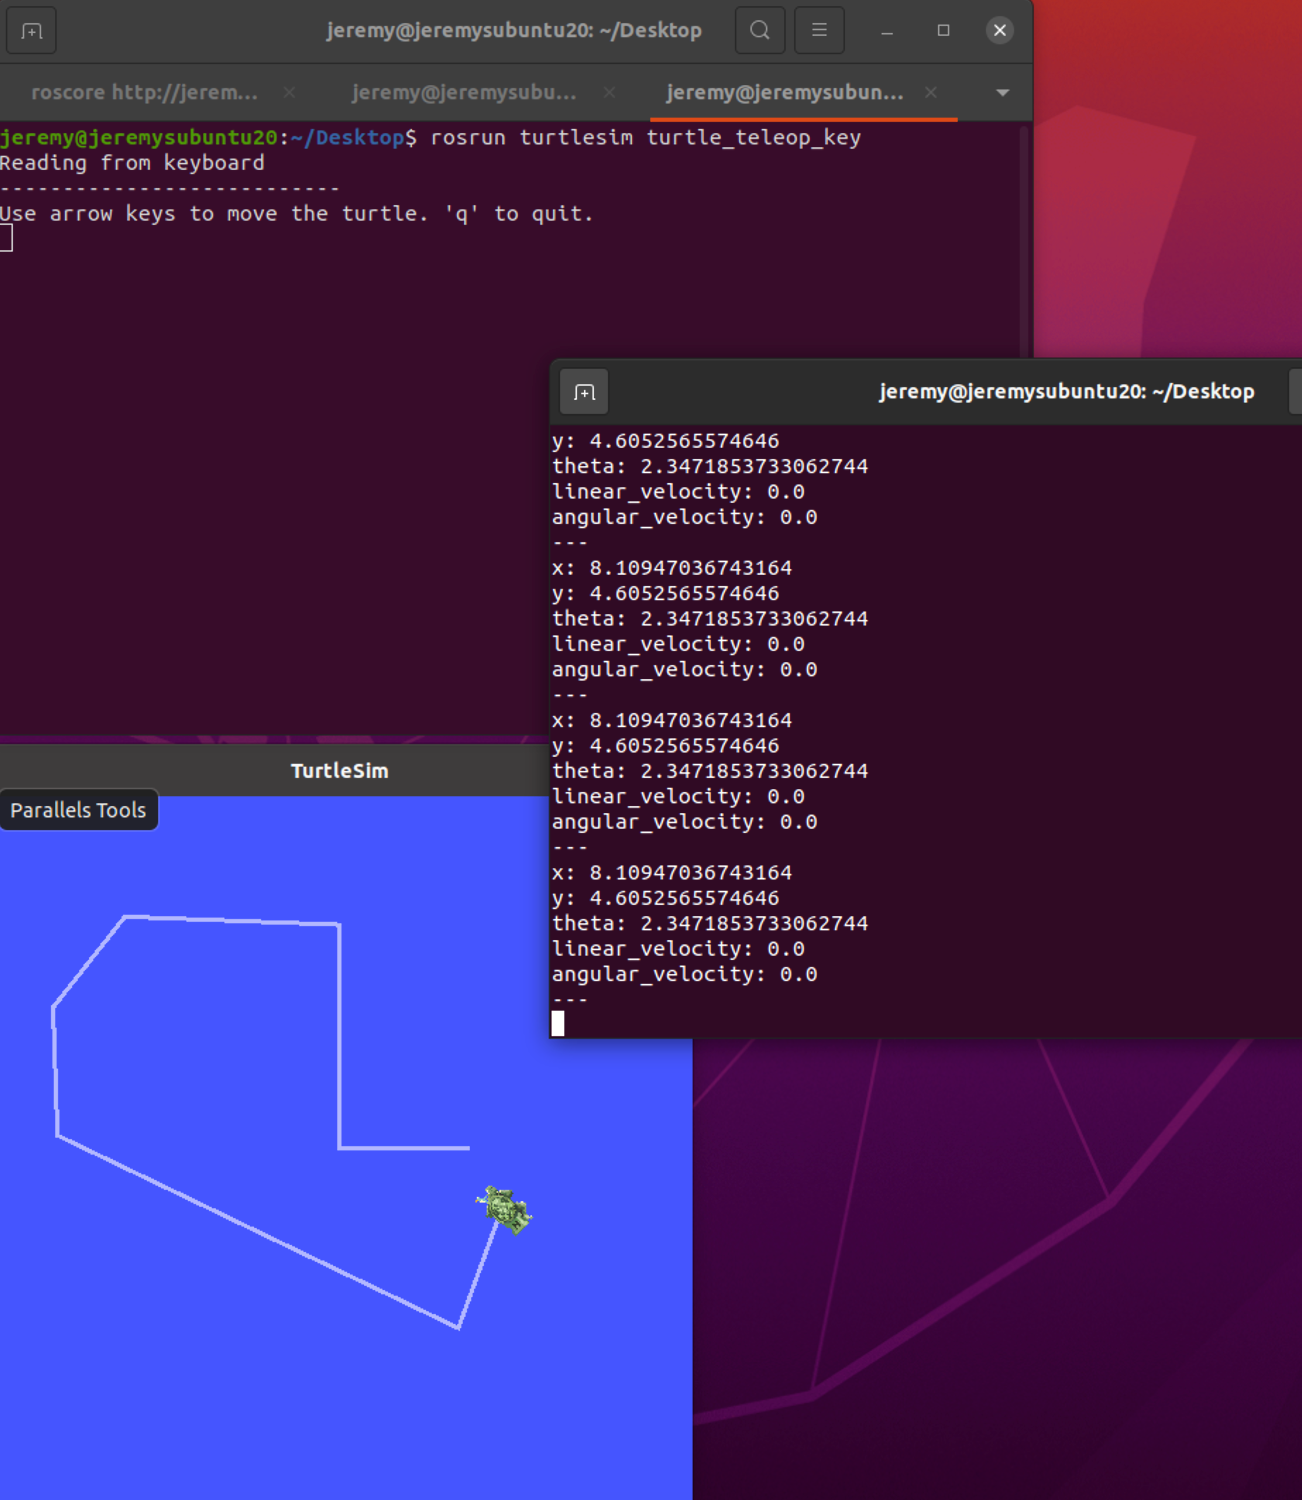 jeremy@jeremysubuntu20: ~/Desktop
roscore http://jerem...
jeremy@jeremysubu...
jeremy@jeremysubun...
jeremy@jeremysubuntu20:~/Desktop$ rosrun turtlesim turtle_teleop_key
Reading from keyboard
---------------------------
Use arrow keys to move the turtle. 'q' to quit.
jeremy@jeremysubuntu20: ~/Desktop
y: 4.6052565574646
theta: 2.3471853733062744
linear_velocity: 0.0
angular_velocity: 0.0
---
x: 8.10947036743164
y: 4.6052565574646
theta: 2.3471853733062744
linear_velocity: 0.0
angular_velocity: 0.0
---
x: 8.10947036743164
y: 4.6052565574646
theta: 2.3471853733062744
linear_velocity: 0.0
angular_velocity: 0.0
---
x: 8.10947036743164
y: 4.6052565574646
theta: 2.3471853733062744
linear_velocity: 0.0
angular_velocity: 0.0
---
TurtleSim
Parallels Tools